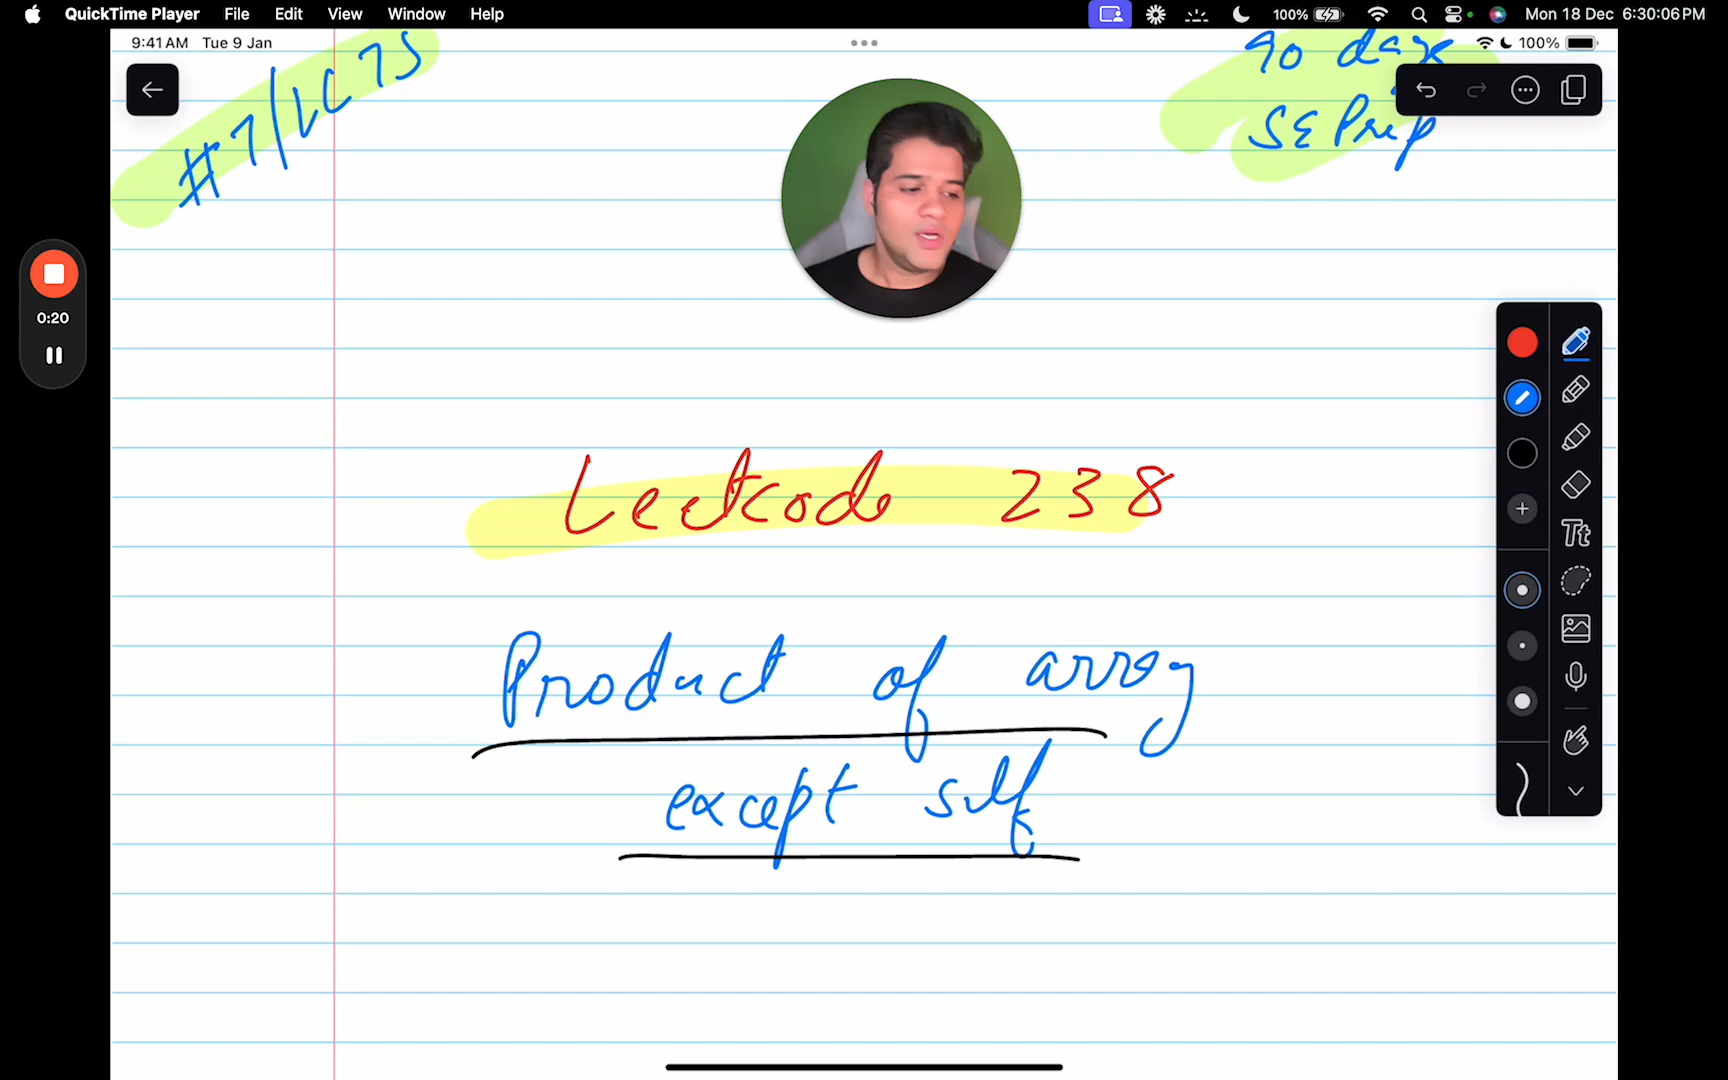 QuickTime Player File Edit View Window Help 100% Mon 18 Dec 6:30:06 PM
9:41 AM Tue 9 Jan 100%
#7/LC75
90 days
SE Prep
0:20
Leetcode 238
Tt
Product of array
except self